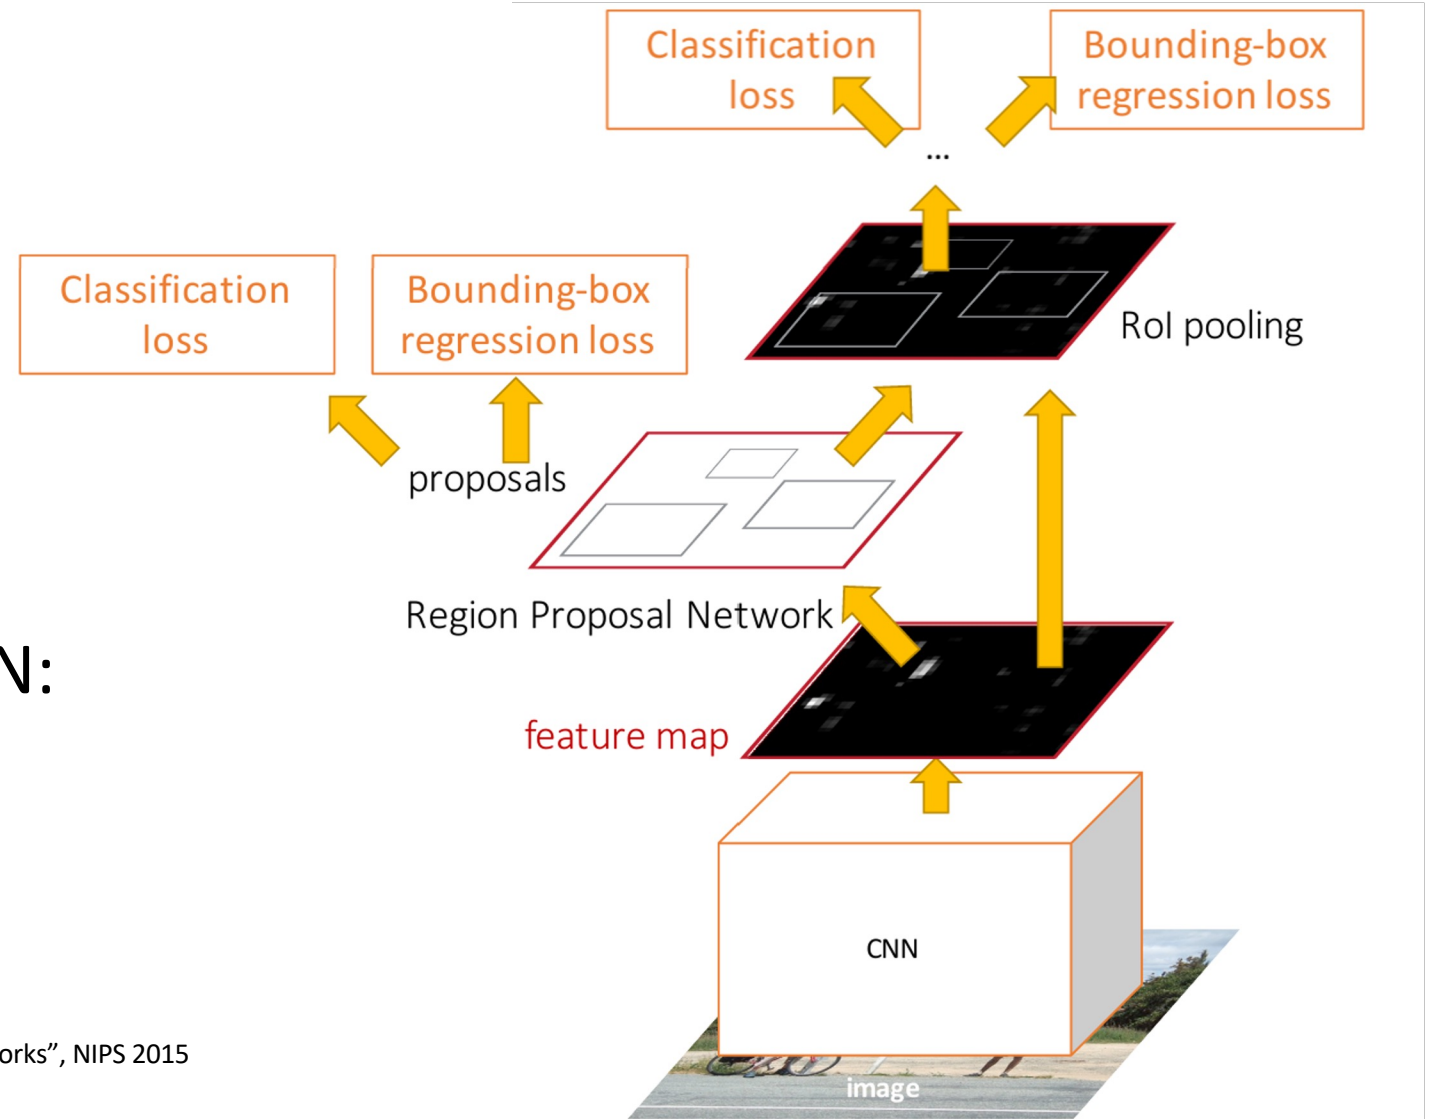 Classification
loss
Bounding-box
regression loss
...
Classification
loss
Bounding-box
regression loss
RoI pooling
proposals
Region Proposal Network
N:
feature map
CNN
orks”, NIPS 2015
image